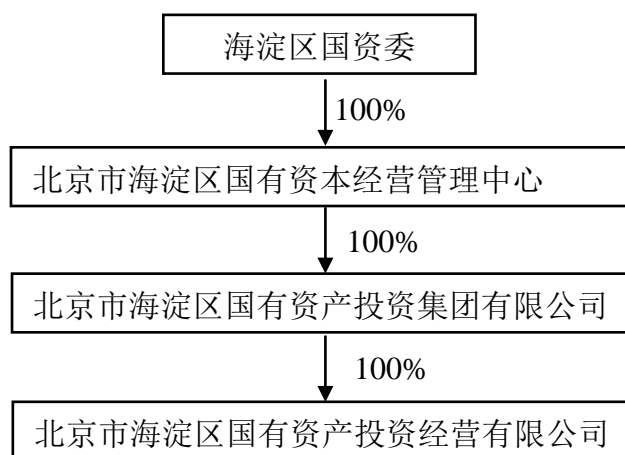 海淀区国资委
100%
北京市海淀区国有资本经营管理中心
100%
北京市海淀区国有资产投资集团有限公司
100%
北京市海淀区国有资产投资经营有限公司